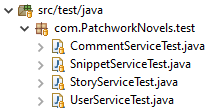 src/test/java
com.PatchworkNovels.test
CommentServiceTest.java
SnippetServiceTest.java
StoryServiceTest.java
UserServiceTest.java